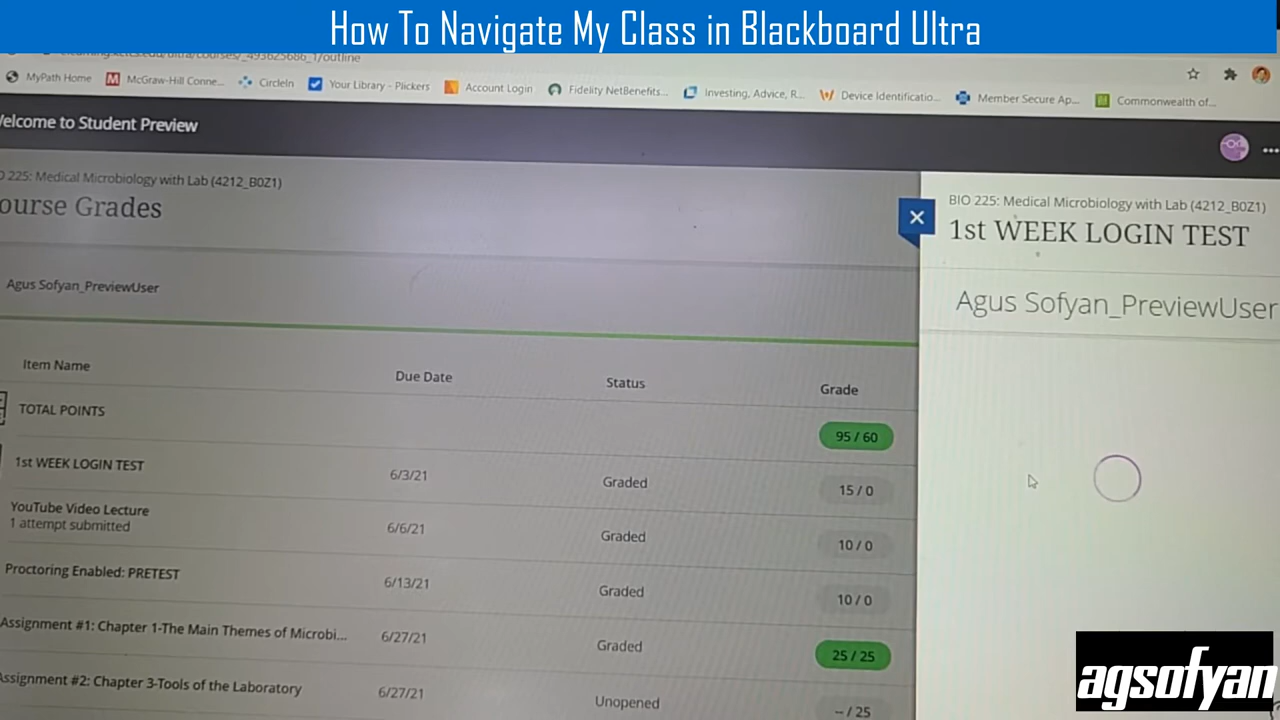 How To Navigate My Class in Blackboard Ultra
MyPath Home McGraw-Hill Conne... CircleIn Your Library - Plickers Account Login Fidelity NetBenefits... Investing, Advice, R... Device Identificatio... Member Secure Ap... Commonwealth of...
elcome to Student Preview
225: Medical Microbiology with Lab (4212_B0Z1)
ourse Grades
BIO 225: Medical Microbiology with Lab (4212_B0Z1)
1st WEEK LOGIN TEST
Agus Sofyan_PreviewUser
Agus Sofyan_PreviewUser
Item Name Due Date Status Grade
TOTAL POINTS 95 / 60
1st WEEK LOGIN TEST 6/3/21 Graded 15 / 0
YouTube Video Lecture 6/6/21 Graded 10 / 0
1 attempt submitted
Proctoring Enabled: PRETEST 6/13/21 Graded 10 / 0
Assignment #1: Chapter 1-The Main Themes of Microbi... 6/27/21 Graded 25 / 25
Assignment #2: Chapter 3-Tools of the Laboratory 6/27/21 Unopened -- / 25
agsofyan